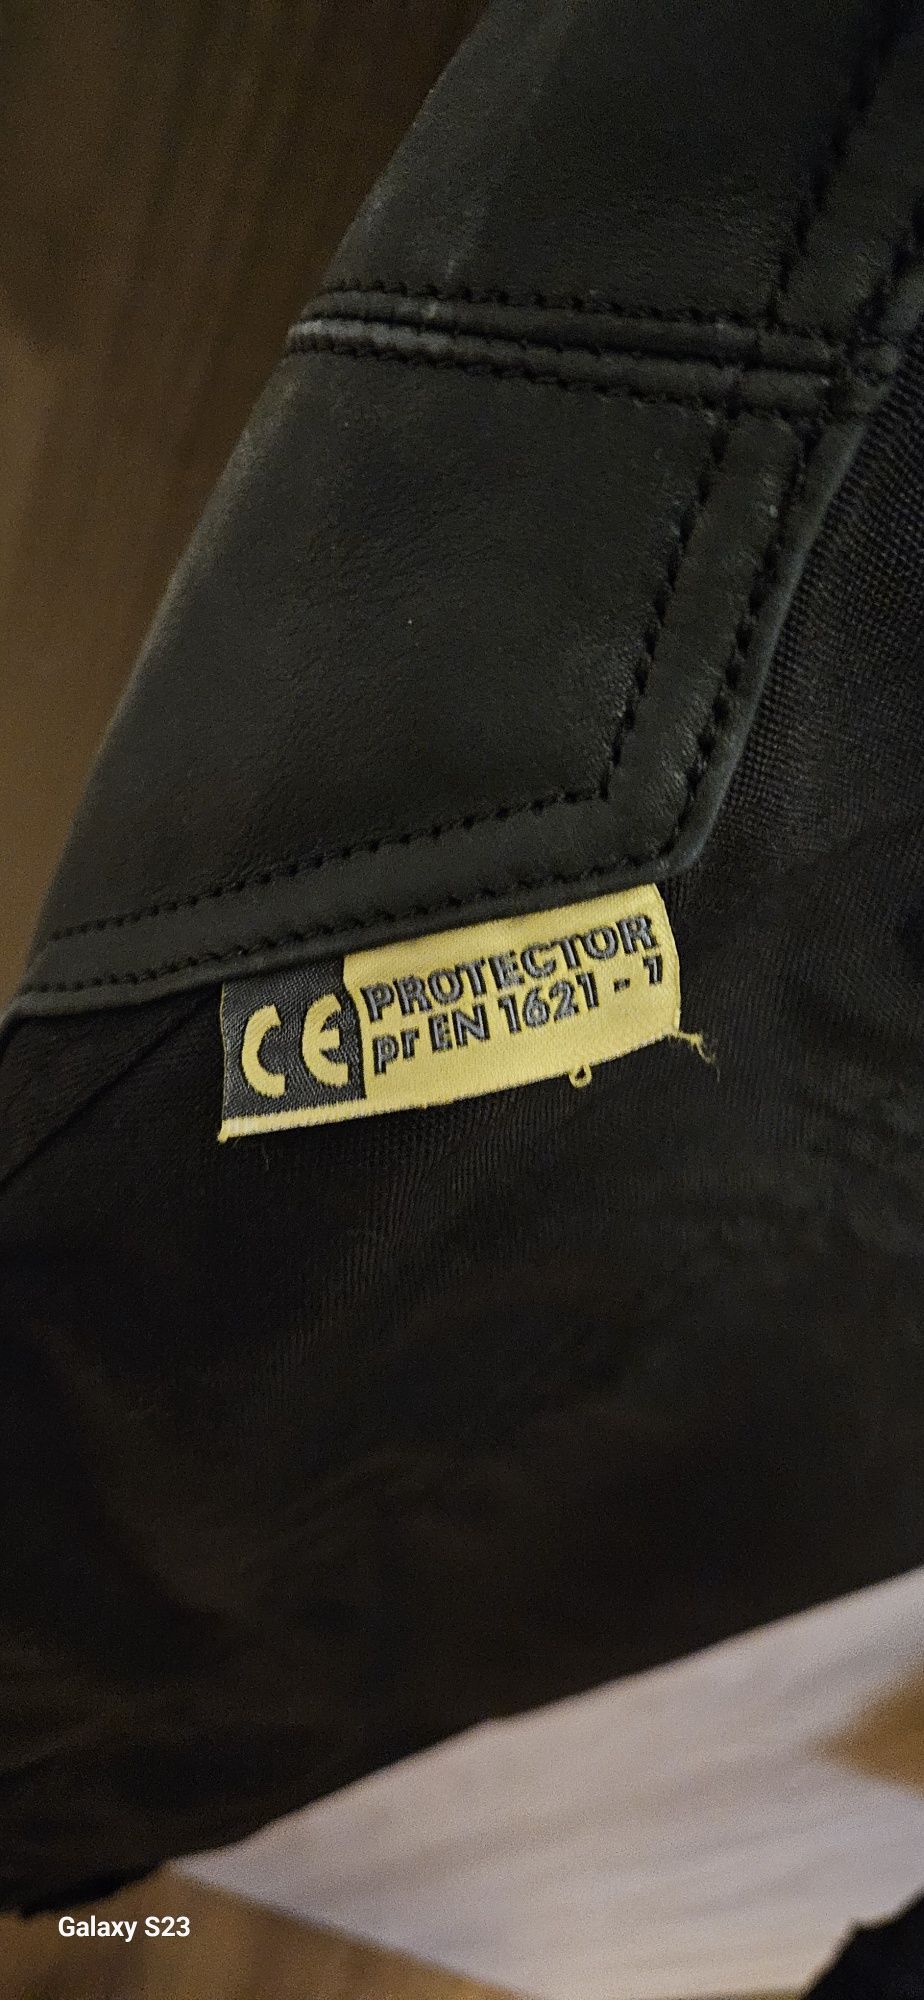 CE
PROTECTOR
pr EN 1621 - 1
Galaxy S23